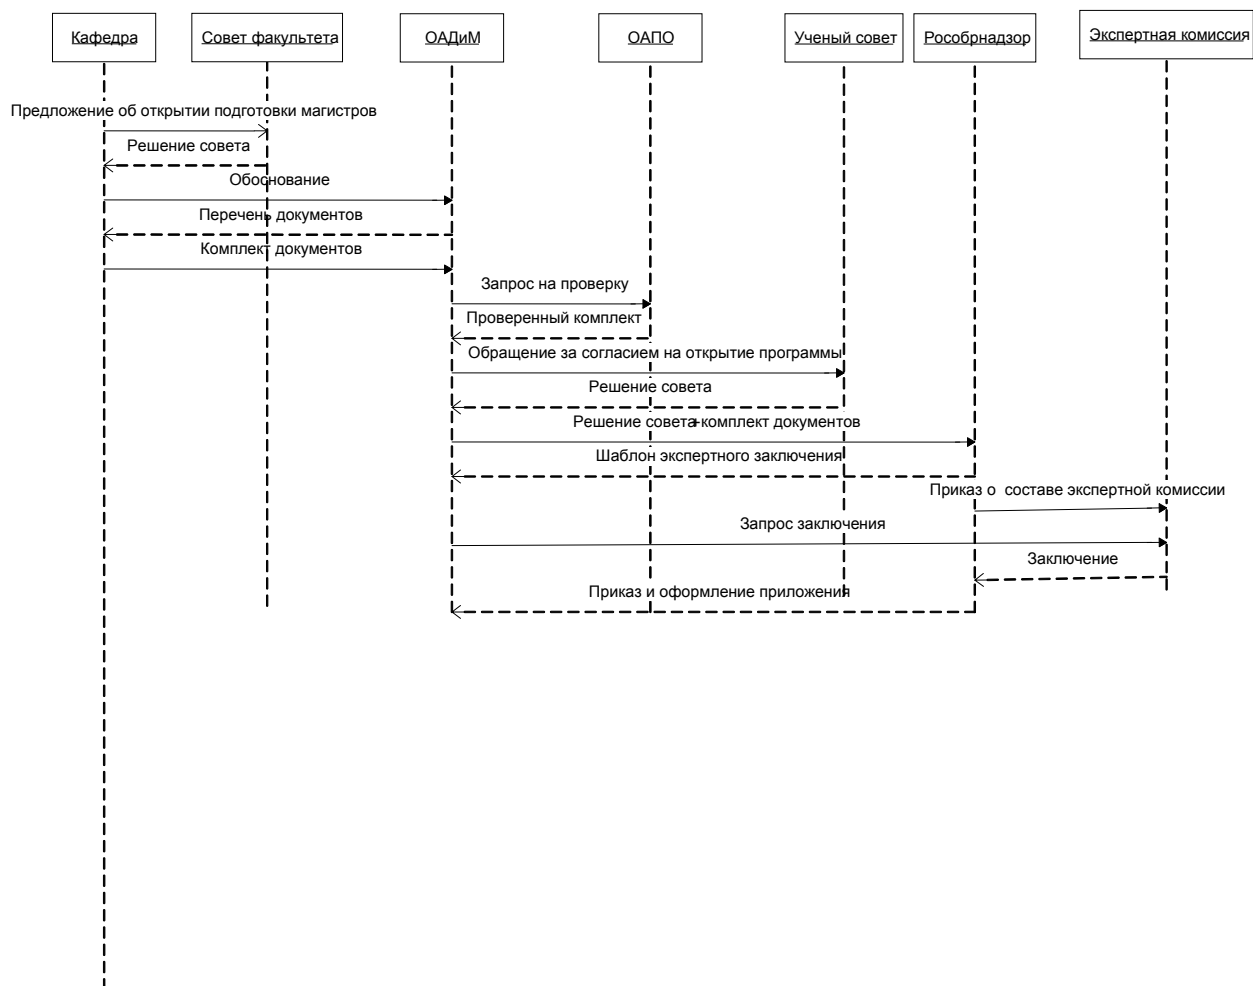 Кафедра
Совет факультета
ОАДиМ
ОАПО
Ученый совет
Рособрнадзор
Экспертная комиссия
Предложение об открытии подготовки магистров
Решение совета
Обоснование
Перечень документов
Комплект документов
Запрос на проверку
Проверенный комплект
Обращение за согласием на открытие программы
Решение совета
Решение совета+комплект документов
Шаблон экспертного заключения
Приказ о составе экспертной комиссии
Запрос заключения
Заключение
Приказ и оформление приложения